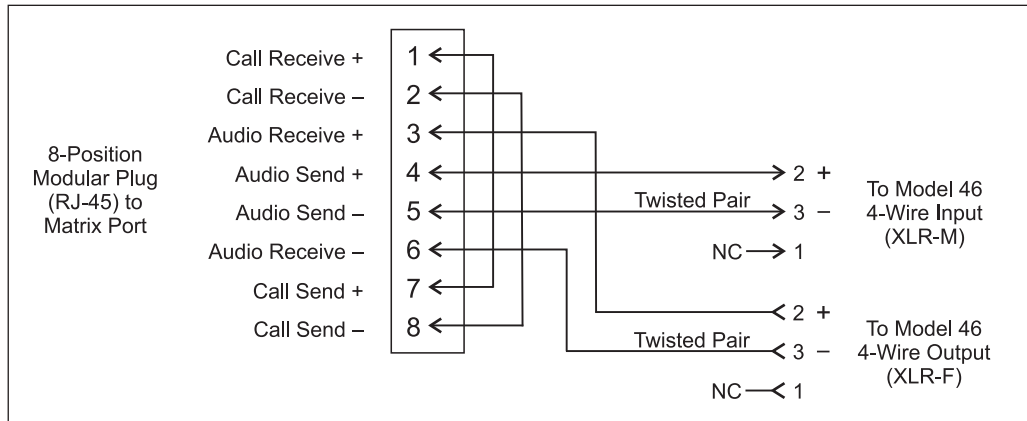 8-Position
Modular Plug
(RJ-45) to
Matrix Port
Call Receive + 1
Call Receive – 2
Audio Receive + 3
Audio Send + 4
Audio Send – 5
Audio Receive – 6
Call Send + 7
Call Send – 8
2 +
Twisted Pair 3 –
NC 1
To Model 46
4-Wire Input
(XLR-M)
2 +
Twisted Pair 3 –
NC 1
To Model 46
4-Wire Output
(XLR-F)